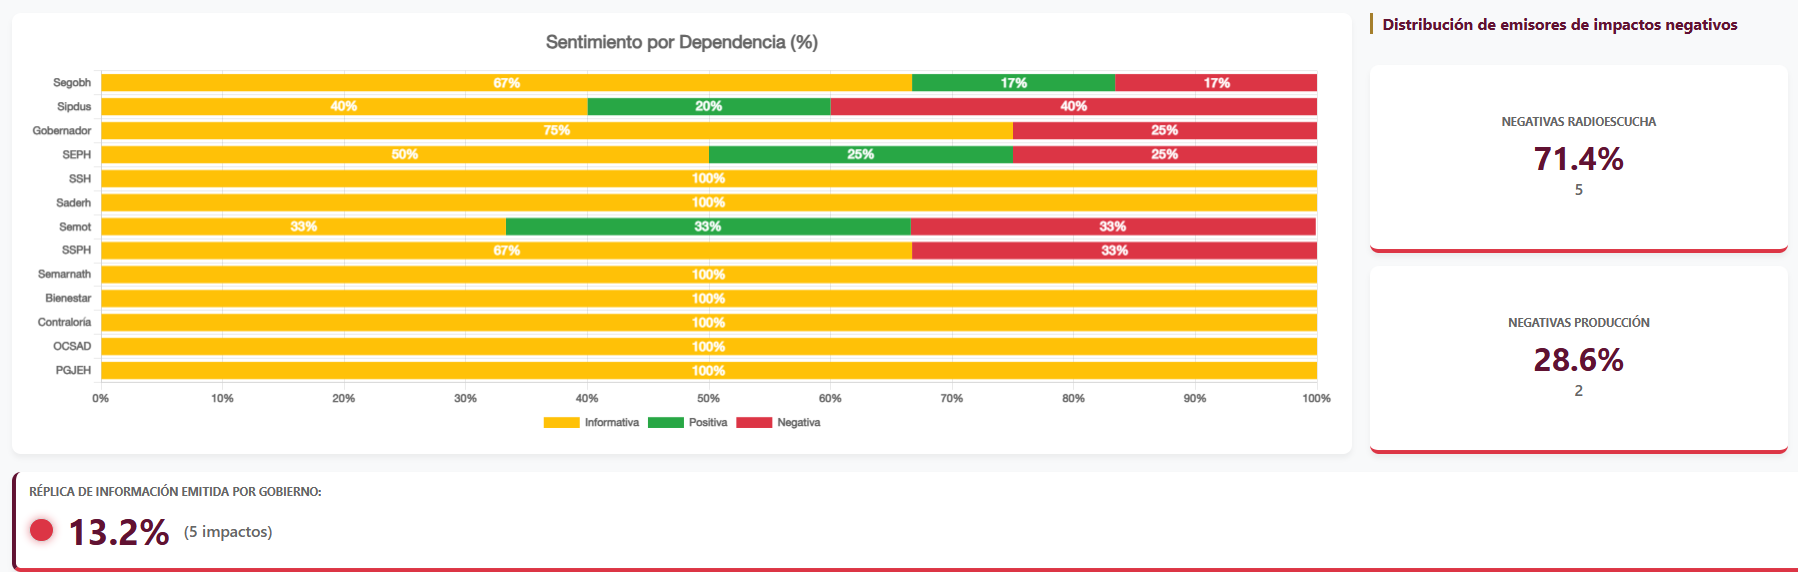 Sentimiento por Dependencia (%)
Segobh 67% 17% 17%
Sipdus 40% 20% 40%
Gobernador 75% 25%
SEPH 50% 25% 25%
SSH 100%
Saderh 100%
Semot 33% 33% 33%
SSPH 67% 33%
Semarnath 100%
Bienestar 100%
Contraloría 100%
OCSAD 100%
PGJEH 100%
0% 10% 20% 30% 40% 50% 60% 70% 80% 90% 100%
Informativa Positiva Negativa
Distribución de emisores de impactos negativos
NEGATIVAS RADIOESCUCHA
71.4%
5
NEGATIVAS PRODUCCIÓN
28.6%
2
RÉPLICA DE INFORMACIÓN EMITIDA POR GOBIERNO:
13.2% (5 impactos)